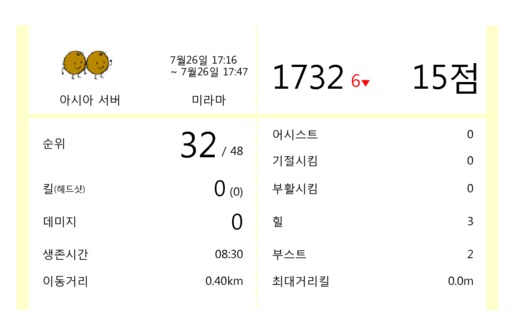 7월26일 17:16
~ 7월26일 17:47
아시아 서버
미라마
1732 6▼ 15점
순위 32 / 48
킬(헤드샷) 0 (0)
데미지 0
생존시간 08:30
이동거리 0.40km
어시스트 0
기절시킴 0
부활시킴 0
힐 3
부스트 2
최대거리킬 0.0m